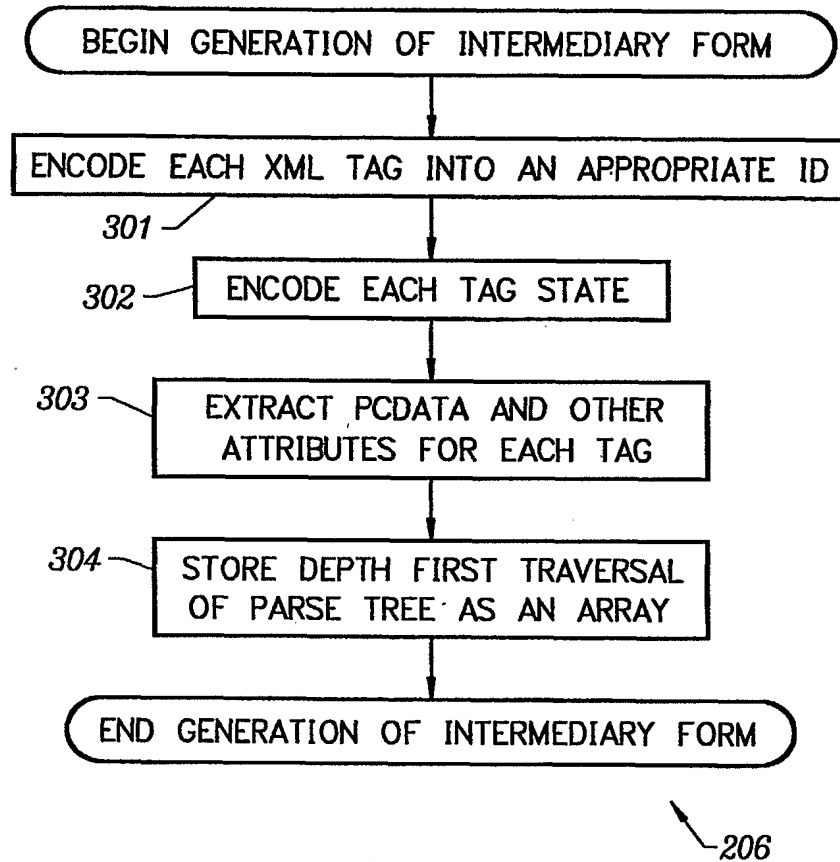 BEGIN GENERATION OF INTERMEDIARY FORM
ENCODE EACH XML TAG INTO AN APPROPRIATE ID
301
302
ENCODE EACH TAG STATE
303
EXTRACT PCDATA AND OTHER
ATTRIBUTES FOR EACH TAG
304
STORE DEPTH FIRST TRAVERSAL
OF PARSE TREE AS AN ARRAY
END GENERATION OF INTERMEDIARY FORM
206